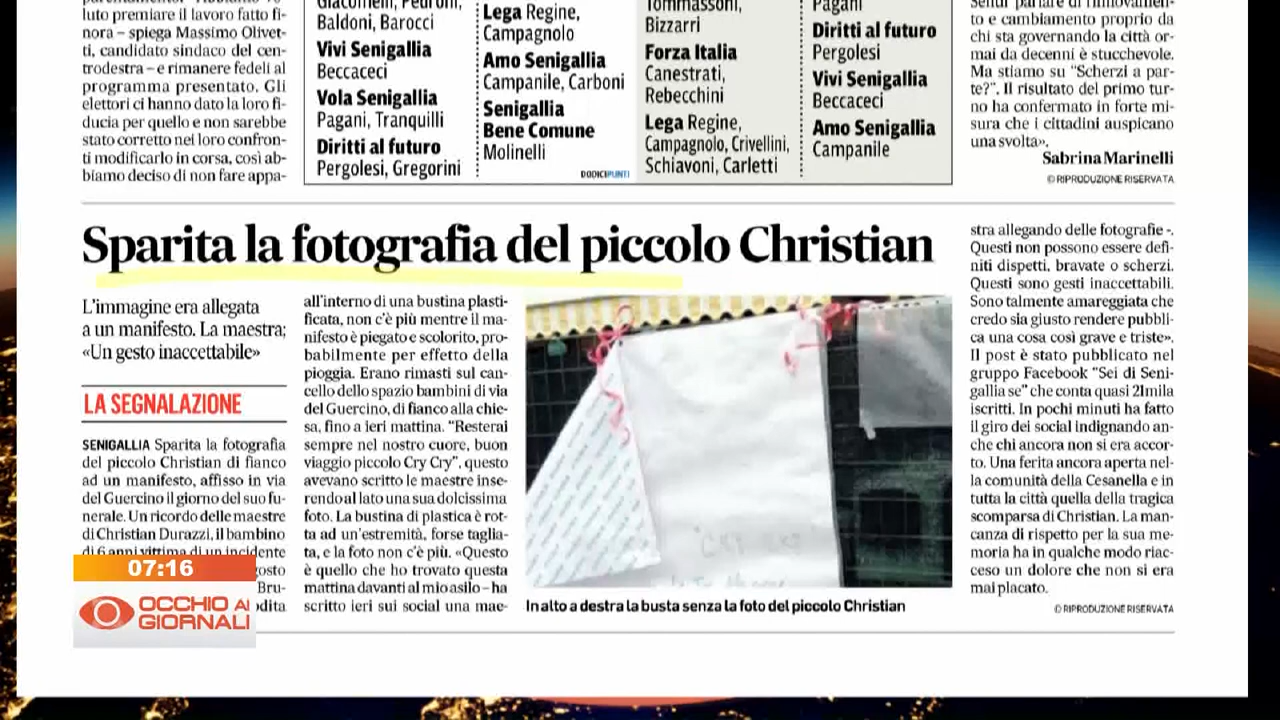 luto premiare il lavoro fatto fi-
nora – spiega Massimo Olivet-
ti, candidato sindaco del cen-
trodestra – e rimanere fedeli al
programma presentato. Gli
elettori ci hanno dato la loro fi-
ducia per quello e non sarebbe
stato corretto nei loro confron-
ti modificarlo in corsa, così ab-
biamo deciso di non fare appa-
Baldoni, Barocci
Vivi Senigallia
Beccaceci
Vola Senigallia
Pagani, Tranquilli
Diritti al futuro
Pergolesi, Gregorini
Lega Regine,
Campagnolo
Amo Senigallia
Campanile, Carboni
Senigallia
Bene Comune
Molinelli
DODICIPUNTI
Tommassoni,
Bizzarri
Forza Italia
Canestrati,
Rebecchini
Lega Regine,
Campagnolo, Crivellini,
Schiavoni, Carletti
Pagani
Diritti al futuro
Pergolesi
Vivi Senigallia
Beccaceci
Amo Senigallia
Campanile
to e cambiamento proprio da
chi sta governando la città or-
mai da decenni è stucchevole.
Ma stiamo su "Scherzi a par-
te?". Il risultato del primo tur-
no ha confermato in forte mi-
sura che i cittadini auspicano
una svolta».
Sabrina Marinelli
© RIPRODUZIONE RISERVATA
Sparita la fotografia del piccolo Christian
L'immagine era allegata
a un manifesto. La maestra;
«Un gesto inaccettabile»
LA SEGNALAZIONE
SENIGALLIA Sparita la fotografia
del piccolo Christian di fianco
ad un manifesto, affisso in via
del Guercino il giorno del suo fu-
nerale. Un ricordo delle maestre
di Christian Durazzi, il bambino
di 6 anni vittima di un incidente
Bru-
all'interno di una bustina plasti-
ficata, non c'è più mentre il ma-
nifesto è piegato e scolorito, pro-
babilmente per effetto della
pioggia. Erano rimasti sul can-
cello dello spazio bambini di via
del Guercino, di fianco alla chie-
sa, fino a ieri mattina. "Resterai
sempre nel nostro cuore, buon
viaggio piccolo Cry Cry", questo
avevano scritto le maestre inse-
rendo al lato una sua dolcissima
foto. La bustina di plastica è rot-
ta ad un'estremità, forse taglia-
ta, e la foto non c'è più. «Questo
è quello che ho trovato questa
mattina davanti al mio asilo – ha
scritto ieri sui social una mae-
In alto a destra la busta senza la foto del piccolo Christian
stra allegando delle fotografie -.
Questi non possono essere defi-
niti dispetti, bravate o scherzi.
Questi sono gesti inaccettabili.
Sono talmente amareggiata che
credo sia giusto rendere pubbli-
ca una cosa così grave e triste».
Il post è stato pubblicato nel
gruppo Facebook "Sei di Seni-
gallia se" che conta quasi 21mila
iscritti. In pochi minuti ha fatto
il giro dei social indignando an-
che chi ancora non si era accor-
to. Una ferita ancora aperta nel-
la comunità della Cesanella e in
tutta la città quella della tragica
scomparsa di Christian. La man-
canza di rispetto per la sua me-
moria ha in qualche modo riac-
ceso un dolore che non si era
mai placato.
© RIPRODUZIONE RISERVATA
07:16
OCCHIO AI
GIORNALI